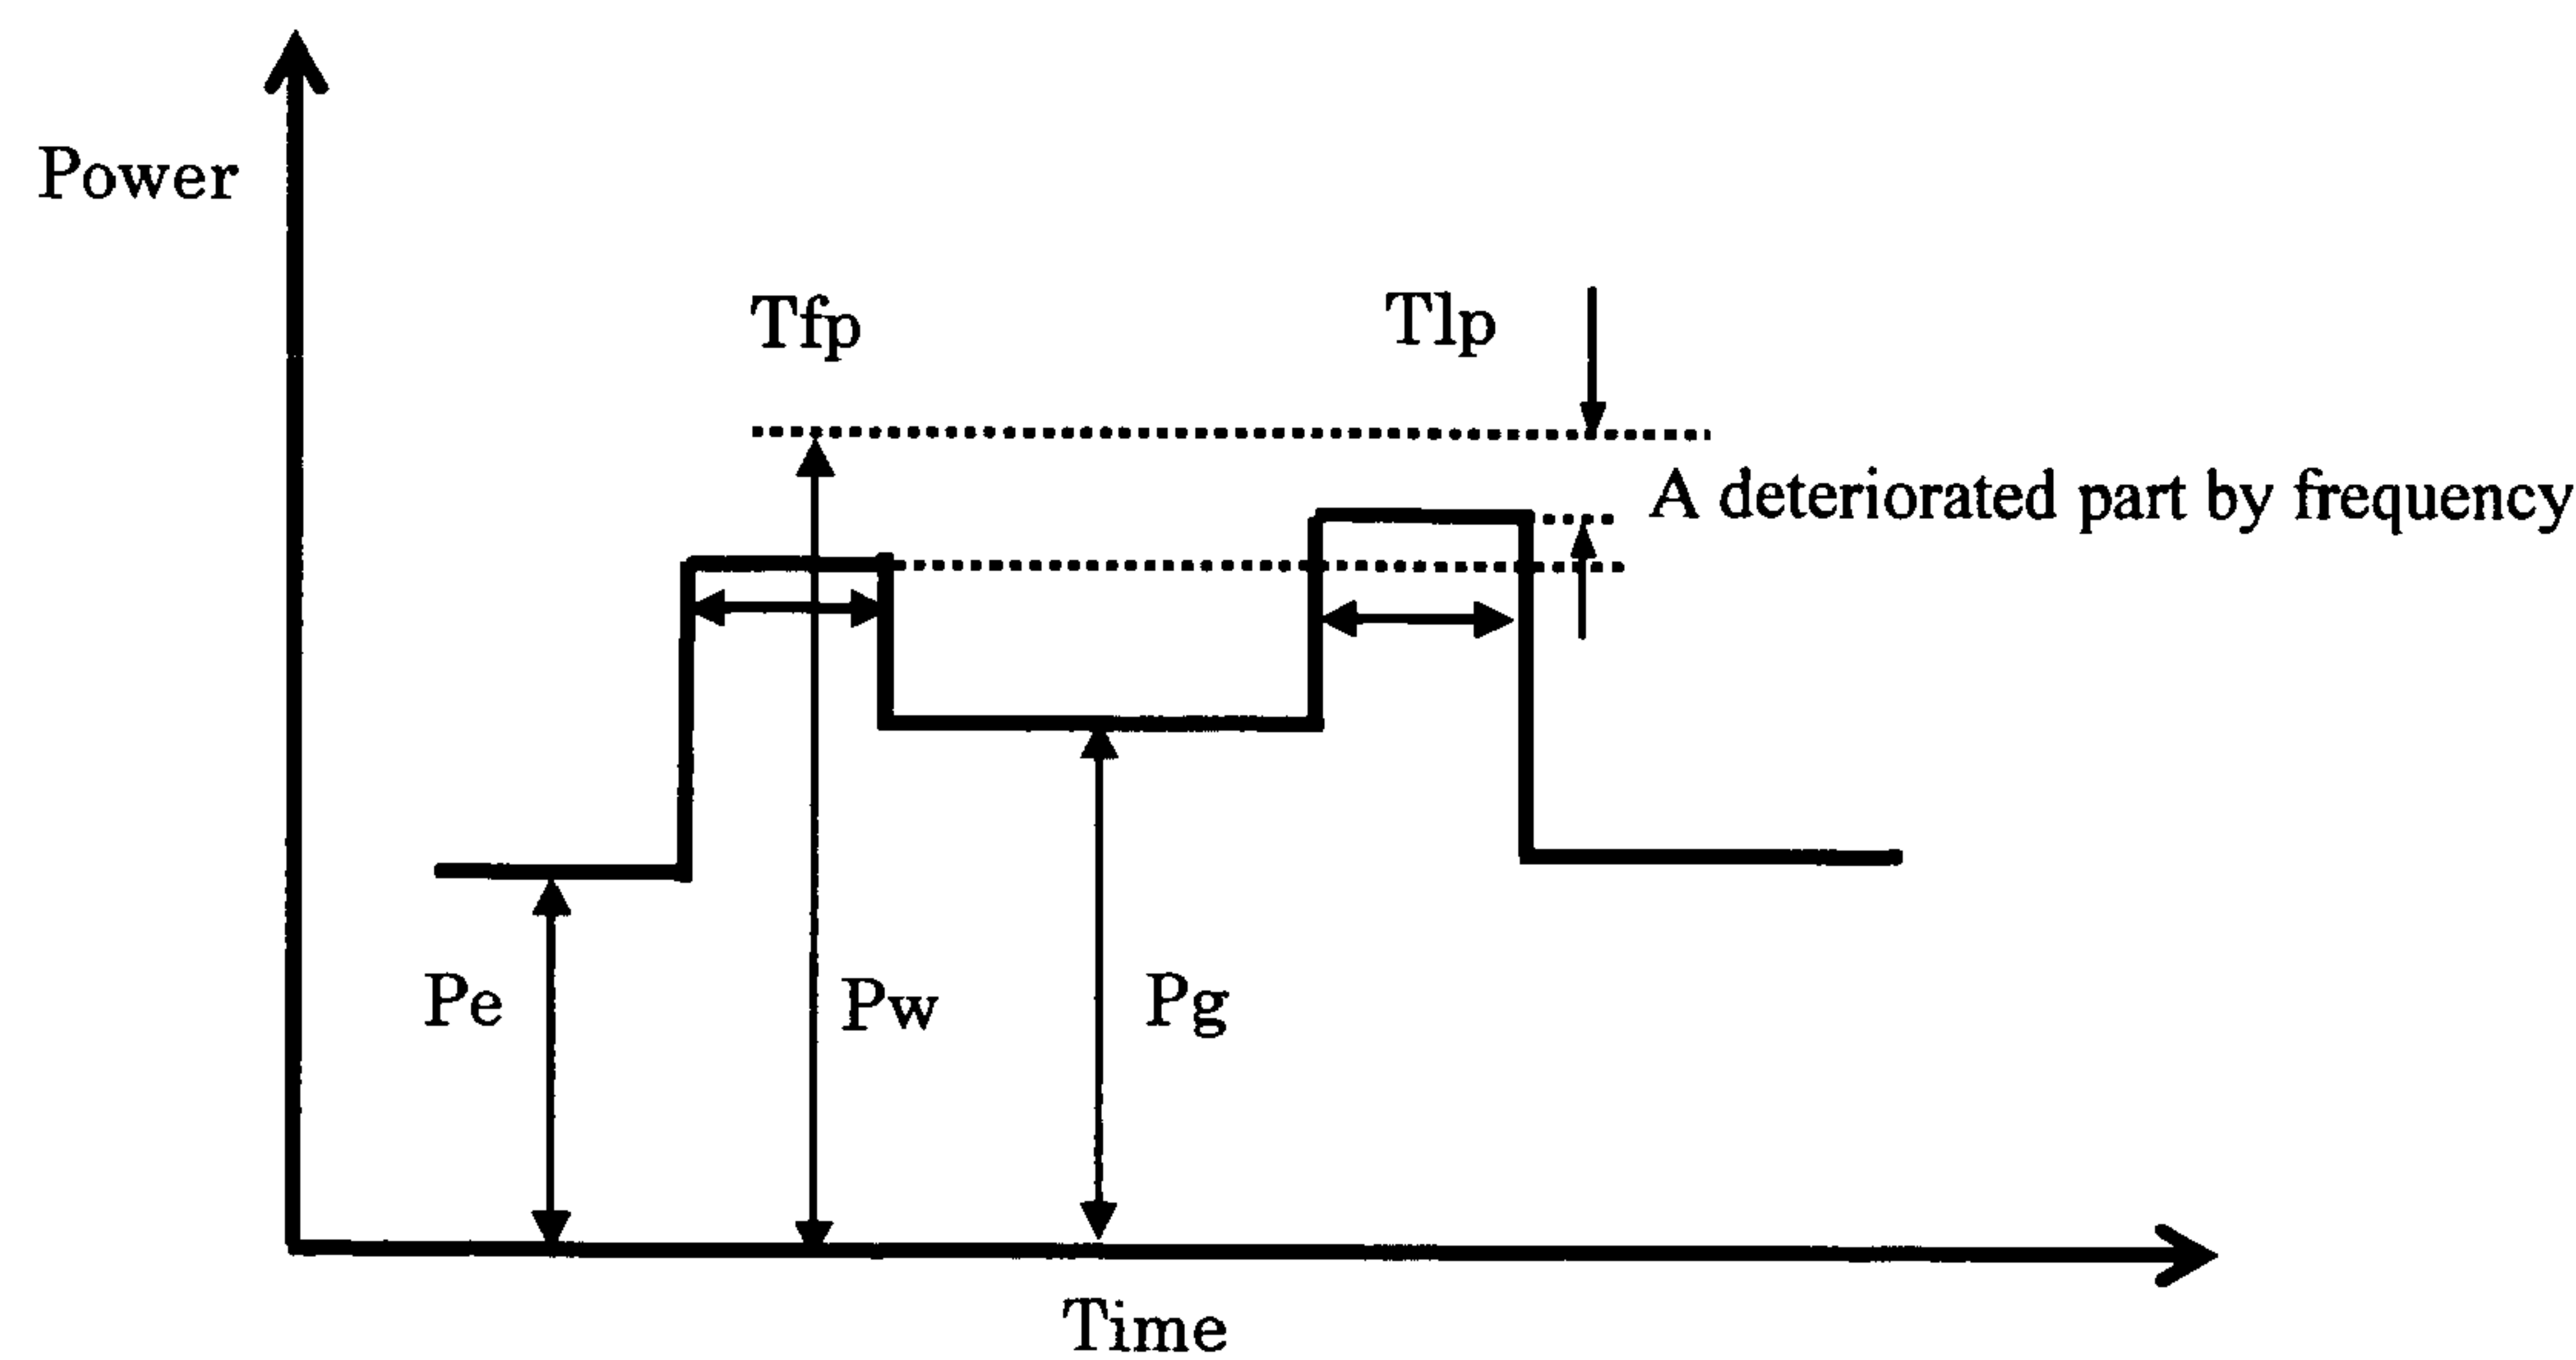 Power
Tfp
Tlp
A deteriorated part by frequency
Pe
Pw
Pg
Time